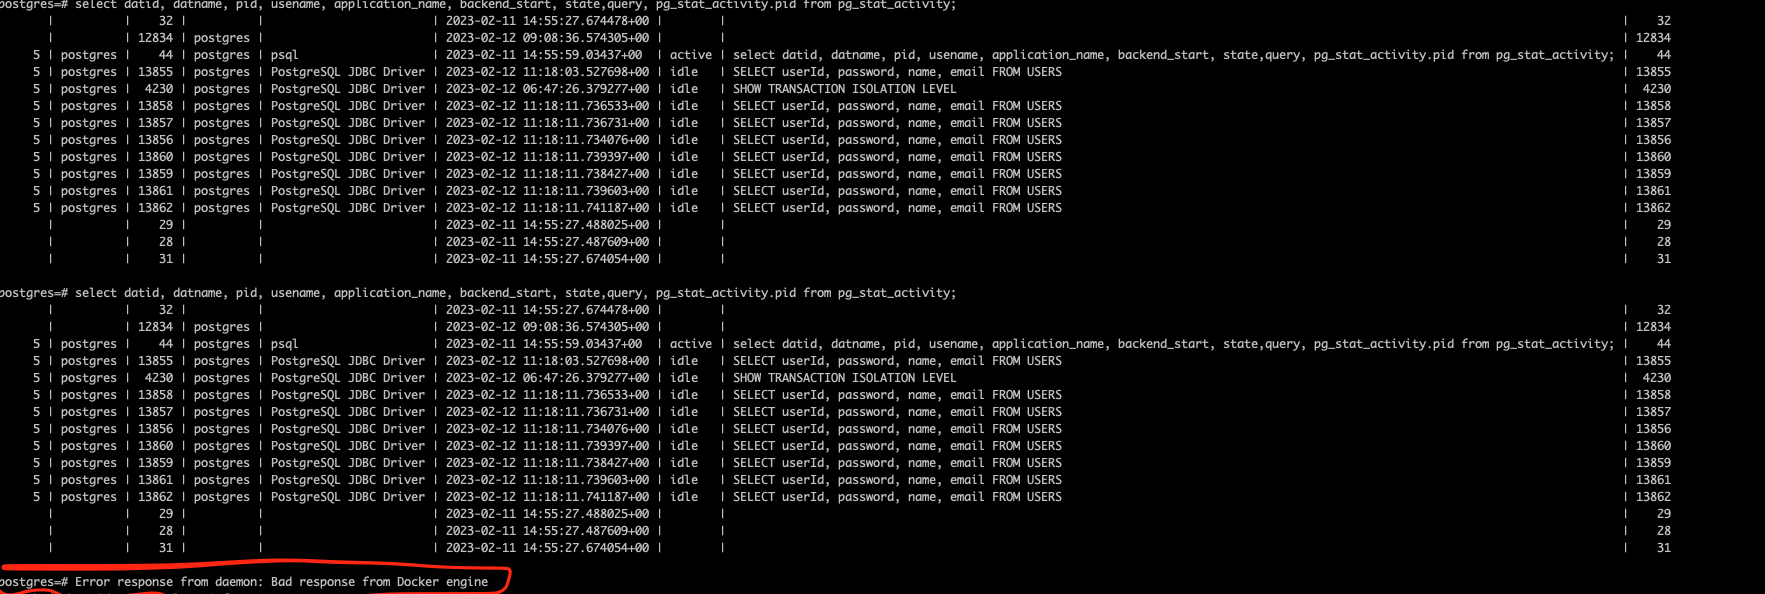 postgres=# select datid, datname, pid, usename, application_name, backend_start, state,query, pg_stat_activity.pid from pg_stat_activity;
| | 32 | | | 2023-02-11 14:55:27.674478+00 | | | 32
| | 12834 | postgres | | 2023-02-12 09:08:36.574305+00 | | | 12834
5 | postgres | 44 | postgres | psql | 2023-02-11 14:55:59.03437+00 | active | select datid, datname, pid, usename, application_name, backend_start, state,query, pg_stat_activity.pid from pg_stat_activity; | 44
5 | postgres | 13855 | postgres | PostgreSQL JDBC Driver | 2023-02-12 11:18:03.527698+00 | idle | SELECT userId, password, name, email FROM USERS | 13855
5 | postgres | 4230 | postgres | PostgreSQL JDBC Driver | 2023-02-12 06:47:26.379277+00 | idle | SHOW TRANSACTION ISOLATION LEVEL | 4230
5 | postgres | 13858 | postgres | PostgreSQL JDBC Driver | 2023-02-12 11:18:11.736533+00 | idle | SELECT userId, password, name, email FROM USERS | 13858
5 | postgres | 13857 | postgres | PostgreSQL JDBC Driver | 2023-02-12 11:18:11.736731+00 | idle | SELECT userId, password, name, email FROM USERS | 13857
5 | postgres | 13856 | postgres | PostgreSQL JDBC Driver | 2023-02-12 11:18:11.734076+00 | idle | SELECT userId, password, name, email FROM USERS | 13856
5 | postgres | 13860 | postgres | PostgreSQL JDBC Driver | 2023-02-12 11:18:11.739397+00 | idle | SELECT userId, password, name, email FROM USERS | 13860
5 | postgres | 13859 | postgres | PostgreSQL JDBC Driver | 2023-02-12 11:18:11.738427+00 | idle | SELECT userId, password, name, email FROM USERS | 13859
5 | postgres | 13861 | postgres | PostgreSQL JDBC Driver | 2023-02-12 11:18:11.739603+00 | idle | SELECT userId, password, name, email FROM USERS | 13861
5 | postgres | 13862 | postgres | PostgreSQL JDBC Driver | 2023-02-12 11:18:11.741187+00 | idle | SELECT userId, password, name, email FROM USERS | 13862
| | 29 | | | 2023-02-11 14:55:27.488025+00 | | | 29
| | 28 | | | 2023-02-11 14:55:27.487609+00 | | | 28
| | 31 | | | 2023-02-11 14:55:27.674054+00 | | | 31
postgres=# select datid, datname, pid, usename, application_name, backend_start, state,query, pg_stat_activity.pid from pg_stat_activity;
| | 32 | | | 2023-02-11 14:55:27.674478+00 | | | 32
| | 12834 | postgres | | 2023-02-12 09:08:36.574305+00 | | | 12834
5 | postgres | 44 | postgres | psql | 2023-02-11 14:55:59.03437+00 | active | select datid, datname, pid, usename, application_name, backend_start, state,query, pg_stat_activity.pid from pg_stat_activity; | 44
5 | postgres | 13855 | postgres | PostgreSQL JDBC Driver | 2023-02-12 11:18:03.527698+00 | idle | SELECT userId, password, name, email FROM USERS | 13855
5 | postgres | 4230 | postgres | PostgreSQL JDBC Driver | 2023-02-12 06:47:26.379277+00 | idle | SHOW TRANSACTION ISOLATION LEVEL | 4230
5 | postgres | 13858 | postgres | PostgreSQL JDBC Driver | 2023-02-12 11:18:11.736533+00 | idle | SELECT userId, password, name, email FROM USERS | 13858
5 | postgres | 13857 | postgres | PostgreSQL JDBC Driver | 2023-02-12 11:18:11.736731+00 | idle | SELECT userId, password, name, email FROM USERS | 13857
5 | postgres | 13856 | postgres | PostgreSQL JDBC Driver | 2023-02-12 11:18:11.734076+00 | idle | SELECT userId, password, name, email FROM USERS | 13856
5 | postgres | 13860 | postgres | PostgreSQL JDBC Driver | 2023-02-12 11:18:11.739397+00 | idle | SELECT userId, password, name, email FROM USERS | 13860
5 | postgres | 13859 | postgres | PostgreSQL JDBC Driver | 2023-02-12 11:18:11.738427+00 | idle | SELECT userId, password, name, email FROM USERS | 13859
5 | postgres | 13861 | postgres | PostgreSQL JDBC Driver | 2023-02-12 11:18:11.739603+00 | idle | SELECT userId, password, name, email FROM USERS | 13861
5 | postgres | 13862 | postgres | PostgreSQL JDBC Driver | 2023-02-12 11:18:11.741187+00 | idle | SELECT userId, password, name, email FROM USERS | 13862
| | 29 | | | 2023-02-11 14:55:27.488025+00 | | | 29
| | 28 | | | 2023-02-11 14:55:27.487609+00 | | | 28
| | 31 | | | 2023-02-11 14:55:27.674054+00 | | | 31
postgres=# Error response from daemon: Bad response from Docker engine